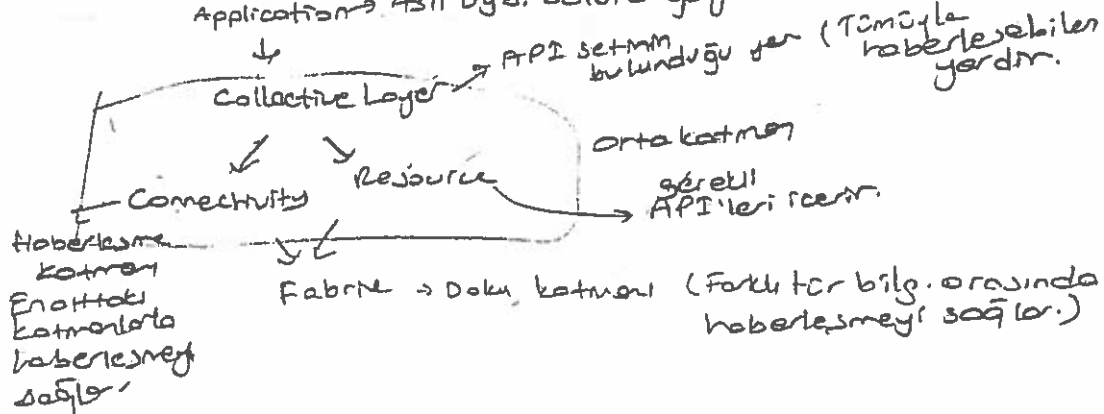 Application → Asıl
↓
Collective Layer → API setinin
bulunduğu yer (Tümüyle
haberleşebilen
yerdir.
Connectivity
Resource → gerekli
API'leri içerir.
orta katman
Haberleşme
katmanı
En alttaki
katmanlarla
haberleşmeyi
sağlar.
Fabric → Doku katmanı (Farklı tür bilg. arasında
haberleşmeyi sağlar.)